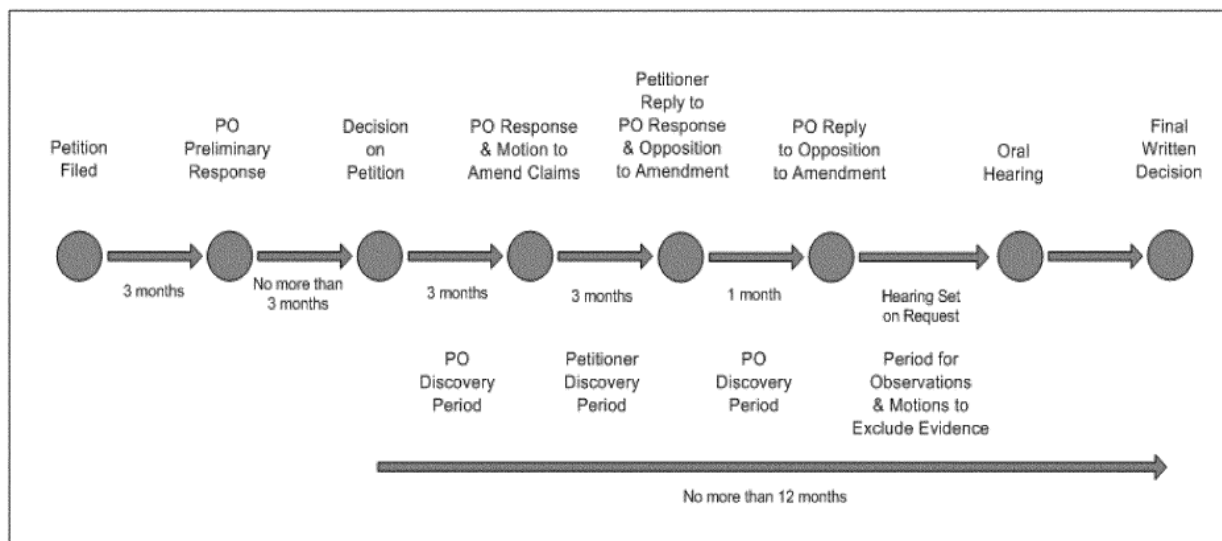 Petition
Filed
PO
Preliminary
Response
Decision
on
Petition
PO Response
& Motion to
Amend Claims
Petitioner
Reply to
PO Response
& Opposition
to Amendment
PO Reply
to Opposition
to Amendment
Oral
Hearing
Final
Written
Decision
3 months
No more than
3 months
3 months
3 months
1 month
Hearing Set
on Request
PO
Discovery
Period
Petitioner
Discovery
Period
PO
Discovery
Period
Period for
Observations
& Motions to
Exclude Evidence
No more than 12 months